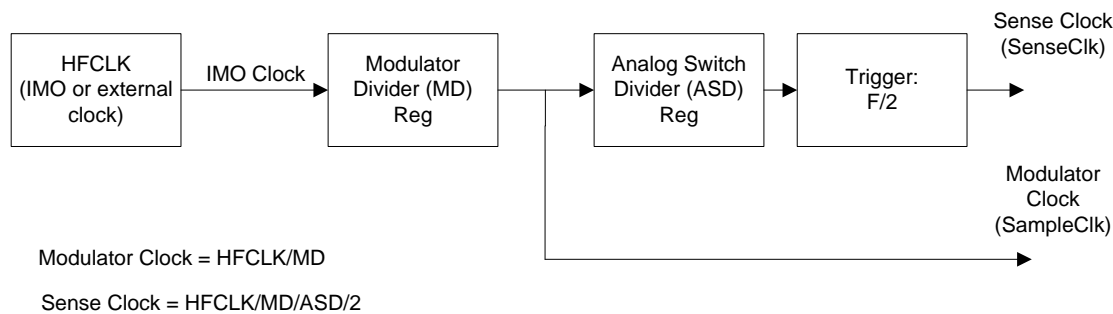 HFCLK
(IMO or external
clock)
IMO Clock
Modulator
Divider (MD)
Reg
Analog Switch
Divider (ASD)
Reg
Trigger:
F/2
Sense Clock
(SenseClk)
Modulator
Clock
(SampleClk)
Modulator Clock = HFCLK/MD
Sense Clock = HFCLK/MD/ASD/2